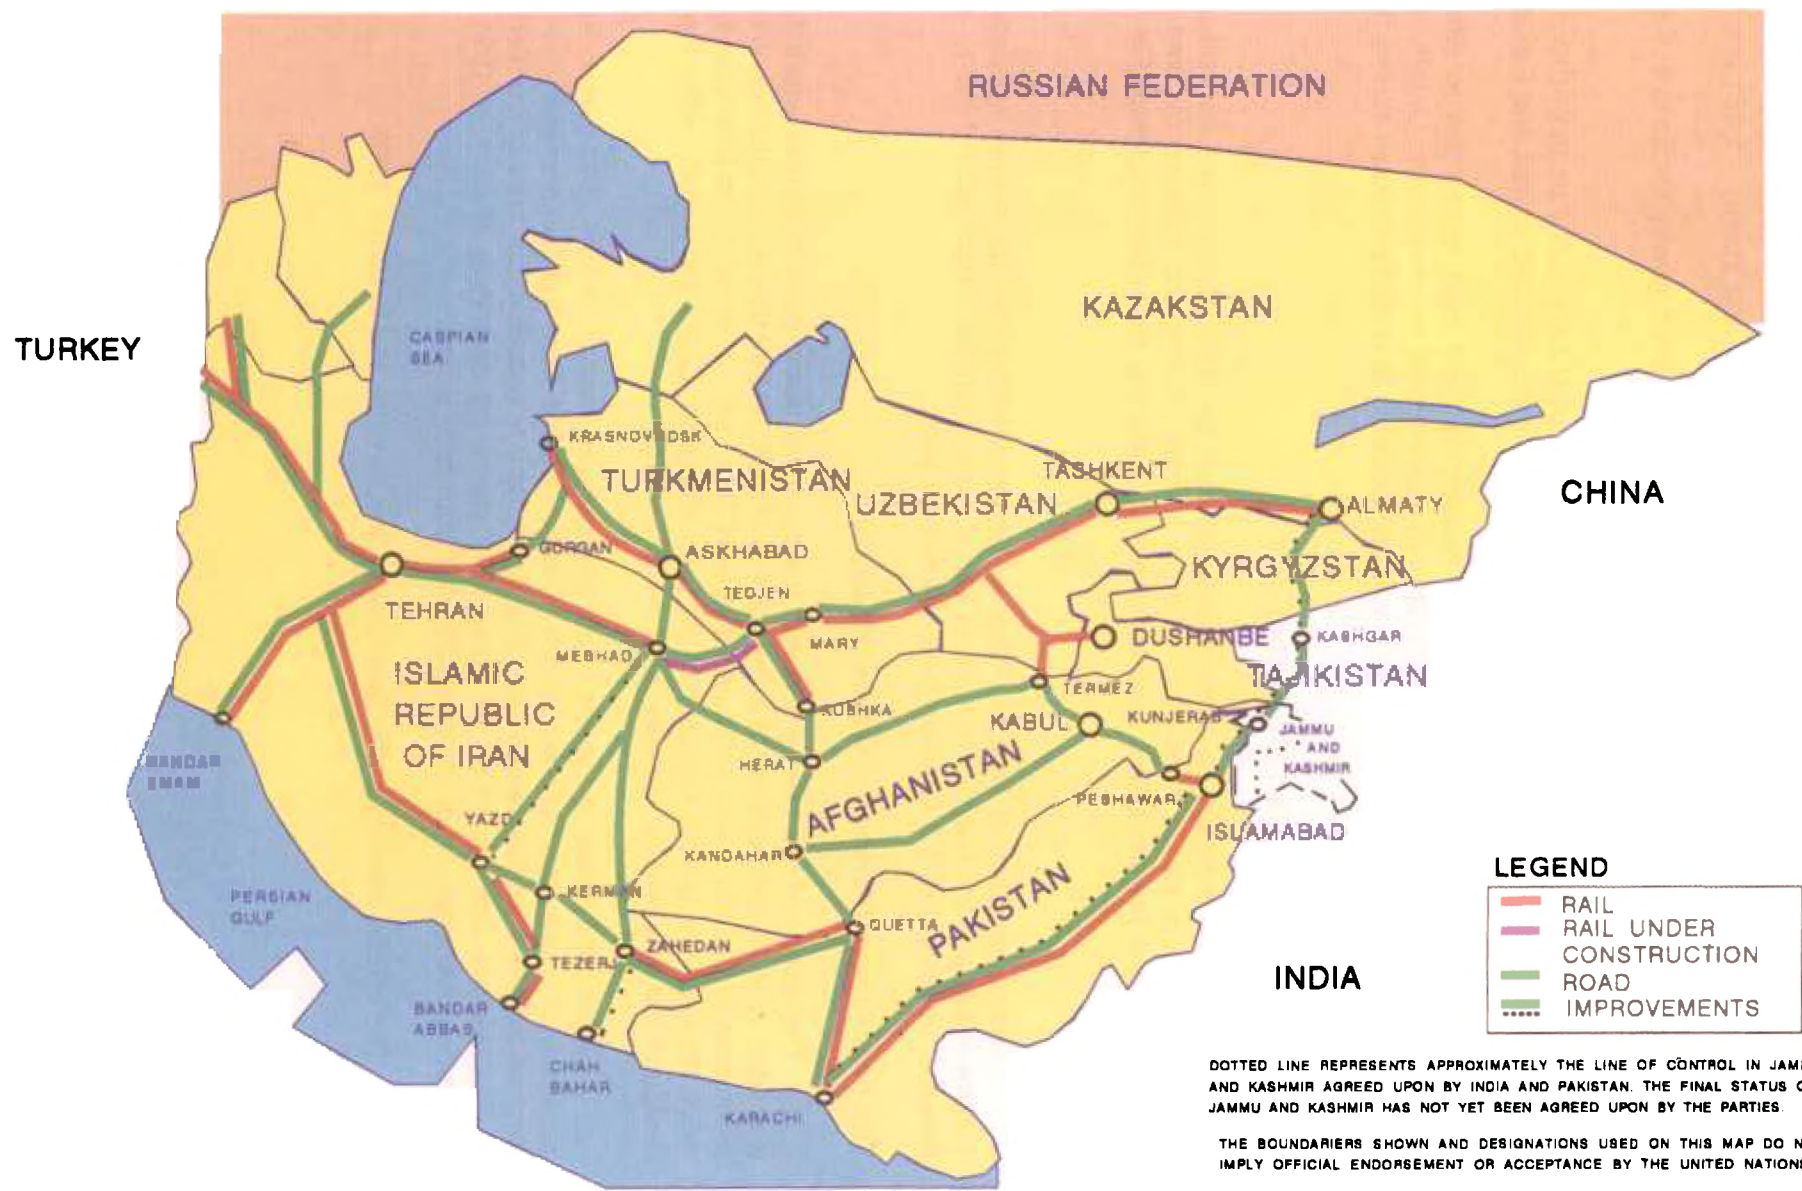 RUSSIAN FEDERATION
KAZAKSTAN
TURKEY
CASPIAN
SEA
KRASNOVODSK
TURKMENISTAN
TASHKENT
UZBEKISTAN
ALMATY
CHINA
GORGAN
ASKHABAD
KYRGYZSTAN
TEDJEN
TEHRAN
MARY
DUSHANBE
KASHGAR
MESHAD
ISLAMIC
REPUBLIC
OF IRAN
TAJIKISTAN
TERMEZ
KUSHKA
KABUL
KUNJERAB
JAMMU
AND
KASHMIR
BANDAR
IMAM
HERAT
AFGHANISTAN
PESHAWAR
YAZD
ISLAMABAD
KANDAHAR
PERSIAN
GULF
KERMAN
QUETTA
PAKISTAN
ZAHEDAN
TEZERJ
INDIA
BANDAR
ABBAS
CHAH
BAHAR
KARACHI
LEGEND
RAIL
RAIL UNDER
CONSTRUCTION
ROAD
IMPROVEMENTS
DOTTED LINE REPRESENTS APPROXIMATELY THE LINE OF CONTROL IN JAM
AND KASHMIR AGREED UPON BY INDIA AND PAKISTAN. THE FINAL STATUS O
JAMMU AND KASHMIR HAS NOT YET BEEN AGREED UPON BY THE PARTIES.
THE BOUNDARIERS SHOWN AND DESIGNATIONS USED ON THIS MAP DO N
IMPLY OFFICIAL ENDORSEMENT OR ACCEPTANCE BY THE UNITED NATIONS